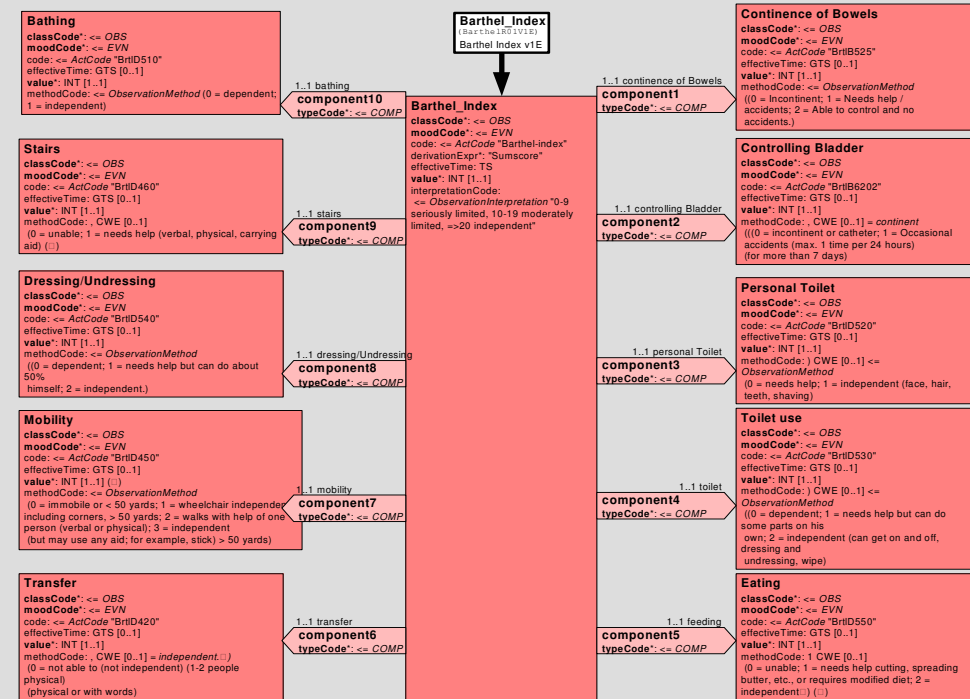 Barthel_Index
(BarthelR01V1E)
Barthel Index v1E
Bathing
classCode*: <= OBS
moodCode*: <= EVN
code: <= ActCode "BrtlD510"
effectiveTime: GTS [0..1]
value*: INT [1..1]
methodCode: <= ObservationMethod (0 = dependent;
1 = independent)
1..1 bathing
component10
typeCode*: <= COMP
Stairs
classCode*: <= OBS
moodCode*: <= EVN
code: <= ActCode "BrtlD460"
effectiveTime: GTS [0..1]
value*: INT [1..1]
methodCode: , CWE [0..1]
(0 = unable; 1 = needs help (verbal, physical, carrying
aid) (□)
1..1 stairs
component9
typeCode*: <= COMP
Dressing/Undressing
classCode*: <= OBS
moodCode*: <= EVN
code: <= ActCode "BrtlD540"
effectiveTime: GTS [0..1]
value*: INT [1..1]
methodCode: <= ObservationMethod
((0 = dependent; 1 = needs help but can do about
50%
himself; 2 = independent.)
1..1 dressing/Undressing
component8
typeCode*: <= COMP
Mobility
classCode*: <= OBS
moodCode*: <= EVN
code: <= ActCode "BrtlD450"
effectiveTime: GTS [0..1]
value*: INT [1..1] (□)
methodCode: <= ObservationMethod
(0 = immobile or < 50 yards; 1 = wheelchair independen
including corners, > 50 yards; 2 = walks with help of one
person (verbal or physical); 3 = independent
(but may use any aid; for example, stick) > 50 yards)
1..1 mobility
component7
typeCode*: <= COMP
Transfer
classCode*: <= OBS
moodCode*: <= EVN
code: <= ActCode "BrtlD420"
effectiveTime: GTS [0..1]
value*: INT [1..1]
methodCode: , CWE [0..1] = independent.□)
(0 = not able to (not independent) (1-2 people
physical)
(physical or with words)
1..1 transfer
component6
typeCode*: <= COMP
Barthel_Index
classCode*: <= OBS
moodCode*: <= EVN
code: <= ActCode "Barthel-index"
derivationExpr*: "Sumscore"
effectiveTime: TS
value*: INT [1..1]
interpretationCode:
<= ObservationInterpretation "0-9
seriously limited, 10-19 moderately
limited, =>20 independent"
1..1 continence of Bowels
component1
typeCode*: <= COMP
Continence of Bowels
classCode*: <= OBS
moodCode*: <= EVN
code: <= ActCode "BrtlB525"
effectiveTime: GTS [0..1]
value*: INT [1..1]
methodCode: <= ObservationMethod
((0 = Incontinent; 1 = Needs help /
accidents; 2 = Able to control and no
accidents.)
1..1 controlling Bladder
component2
typeCode*: <= COMP
Controlling Bladder
classCode*: <= OBS
moodCode*: <= EVN
code: <= ActCode "BrtlB6202"
effectiveTime: GTS [0..1]
value*: INT [1..1]
methodCode: , CWE [0..1] = continent
(((0 = incontinent or catheter; 1 = Occasional
accidents (max. 1 time per 24 hours)
(for more than 7 days)
1..1 personal Toilet
component3
typeCode*: <= COMP
Personal Toilet
classCode*: <= OBS
moodCode*: <= EVN
code: <= ActCode "BrtlD520"
effectiveTime: GTS [0..1]
value*: INT [1..1]
methodCode: ) CWE [0..1] <=
ObservationMethod
(0 = needs help; 1 = independent (face, hair,
teeth, shaving)
1..1 toilet
component4
typeCode*: <= COMP
Toilet use
classCode*: <= OBS
moodCode*: <= EVN
code: <= ActCode "BrtlD530"
effectiveTime: GTS [0..1]
value*: INT [1..1]
methodCode: ) CWE [0..1] <=
ObservationMethod
((0 = dependent; 1 = needs help but can do
some parts on his
own; 2 = independent (can get on and off,
dressing and
undressing, wipe)
1..1 feeding
component5
typeCode*: <= COMP
Eating
classCode*: <= OBS
moodCode*: <= EVN
code: <= ActCode "BrtlD550"
effectiveTime: GTS [0..1]
value*: INT [1..1]
methodCode: 1 CWE [0..1]
(0 = unable; 1 = needs help cutting, spreading
butter, etc., or requires modified diet; 2 =
independent□) (□)